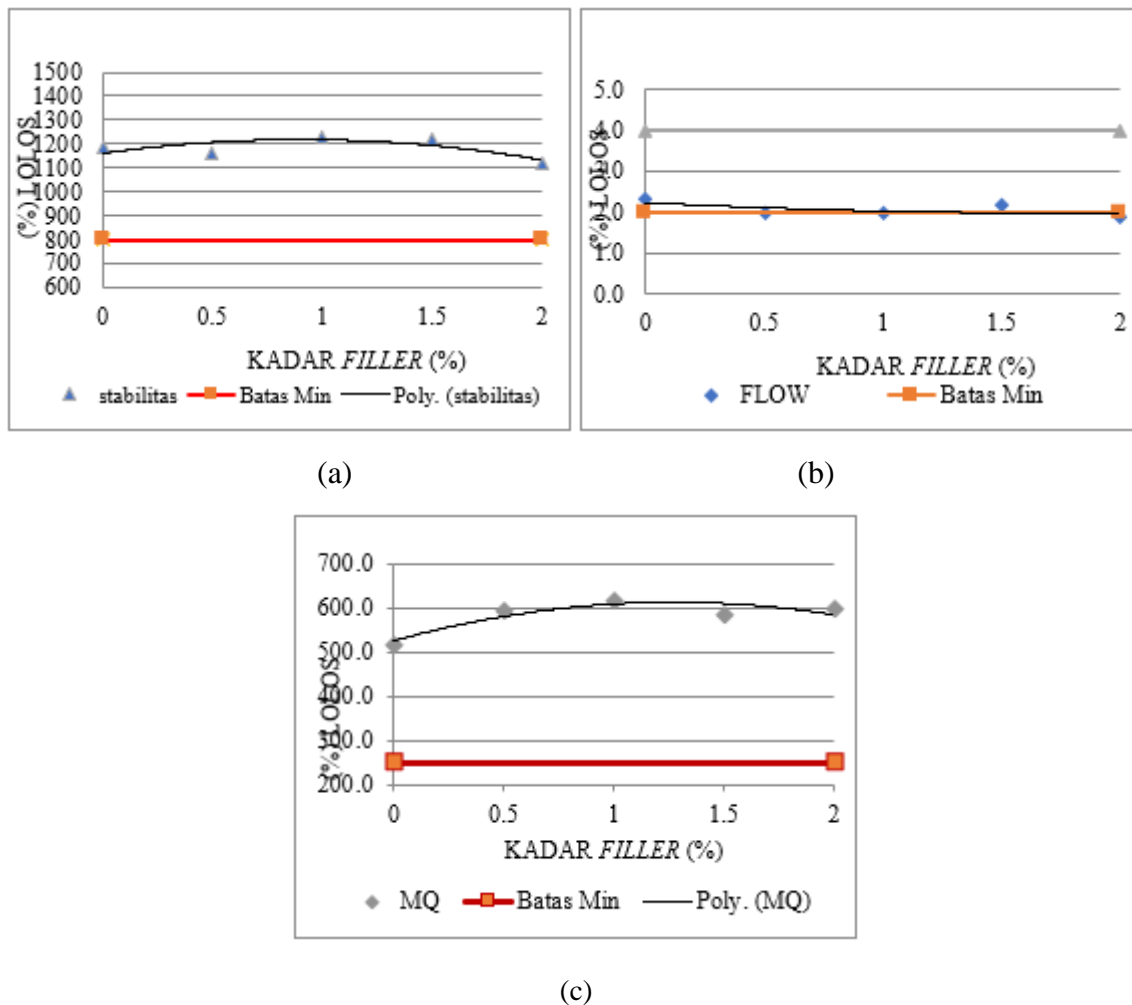 1500
1400
1300
1200
1100
1000
900
800
700
600
(%) LOLOS
0 0.5 1 1.5 2
KADAR FILLER (%)
stabilitas Batas Min Poly. (stabilitas)
(a)
5.0
4.0
3.0
2.0
1.0
0.0
(%) LOLOS
0 0.5 1 1.5 2
KADAR FILLER (%)
FLOW Batas Min
(b)
700.0
600.0
500.0
400.0
300.0
200.0
(%) LOLOS
0 0.5 1 1.5 2
KADAR FILLER (%)
MQ Batas Min Poly. (MQ)
(c)